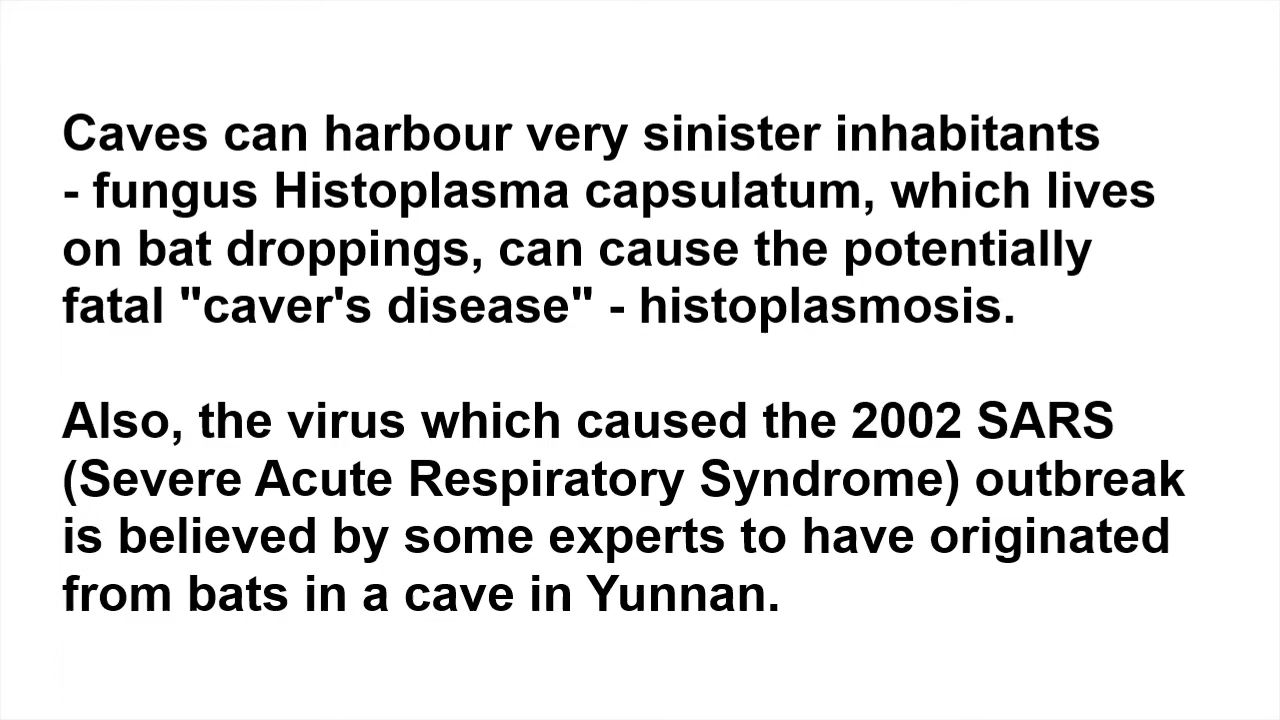 Caves can harbour very sinister inhabitants
- fungus Histoplasma capsulatum, which lives
on bat droppings, can cause the potentially
fatal "caver's disease" - histoplasmosis.
Also, the virus which caused the 2002 SARS
(Severe Acute Respiratory Syndrome) outbreak
is believed by some experts to have originated
from bats in a cave in Yunnan.